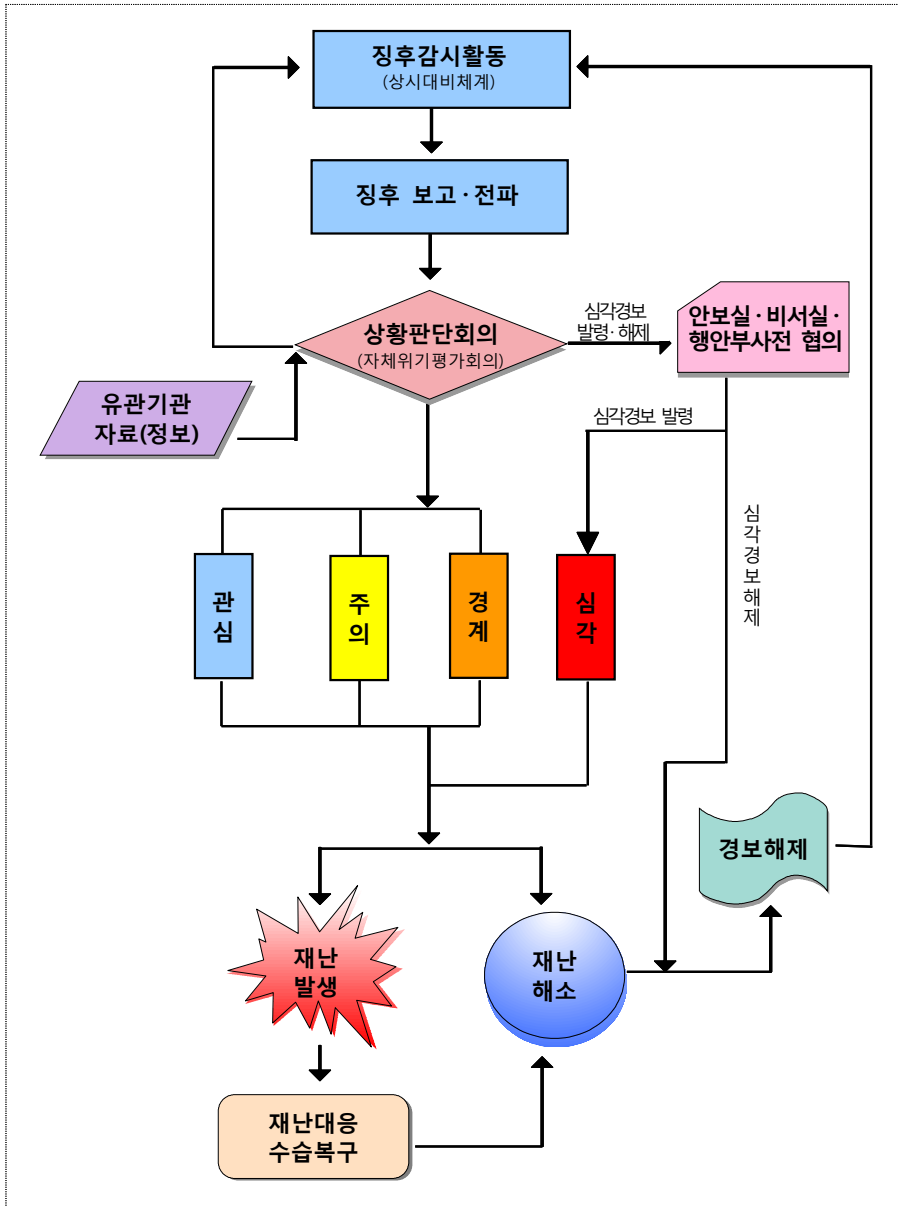 징후감시활동
(상시대비체계)
징후 보고·전파
상황판단회의
(자체위기평가회의)
심각경보
발령·해제
안보실·비서실·
행안부사전 협의
유관기관
자료(정보)
심각경보 발령
심각경보해제
관심
주의
경계
심각
경보해제
재난
발생
재난
해소
재난대응
수습복구